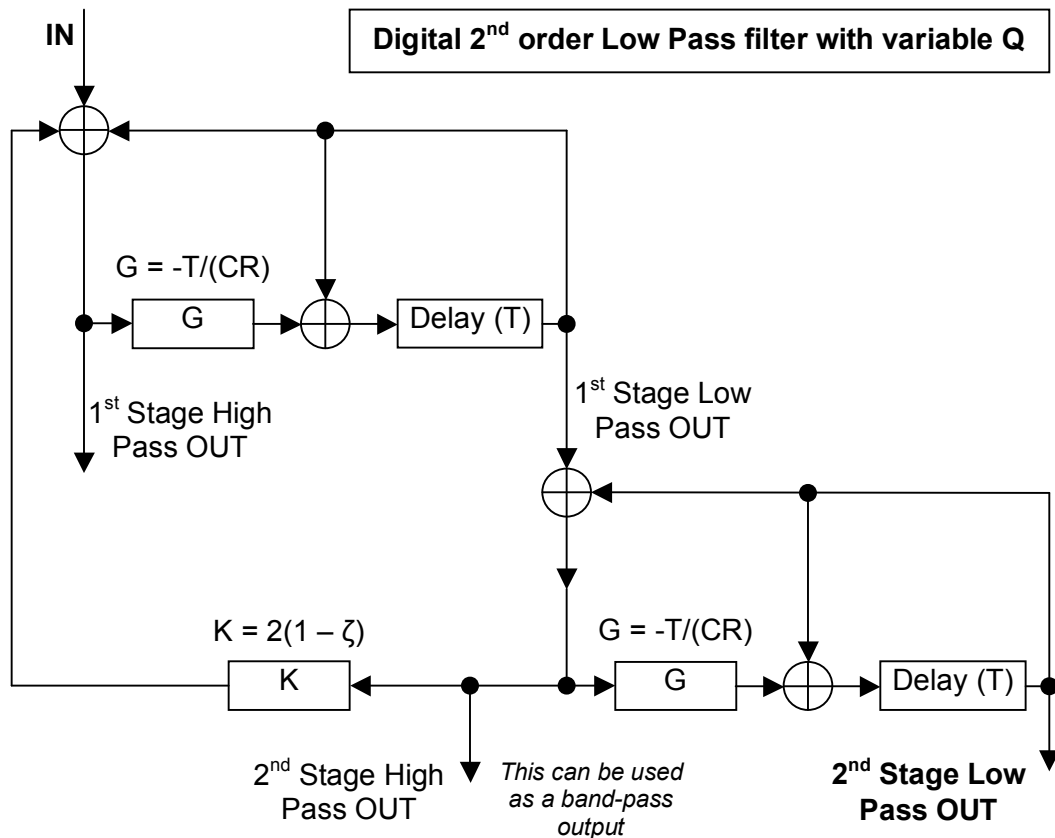 IN
Digital 2nd order Low Pass filter with variable Q
G = -T/(CR)
G
Delay (T)
1st Stage High
Pass OUT
1st Stage Low
Pass OUT
K = 2(1 – ζ)
K
G = -T/(CR)
G
Delay (T)
2nd Stage High
Pass OUT
This can be used
as a band-pass
output
2nd Stage Low
Pass OUT